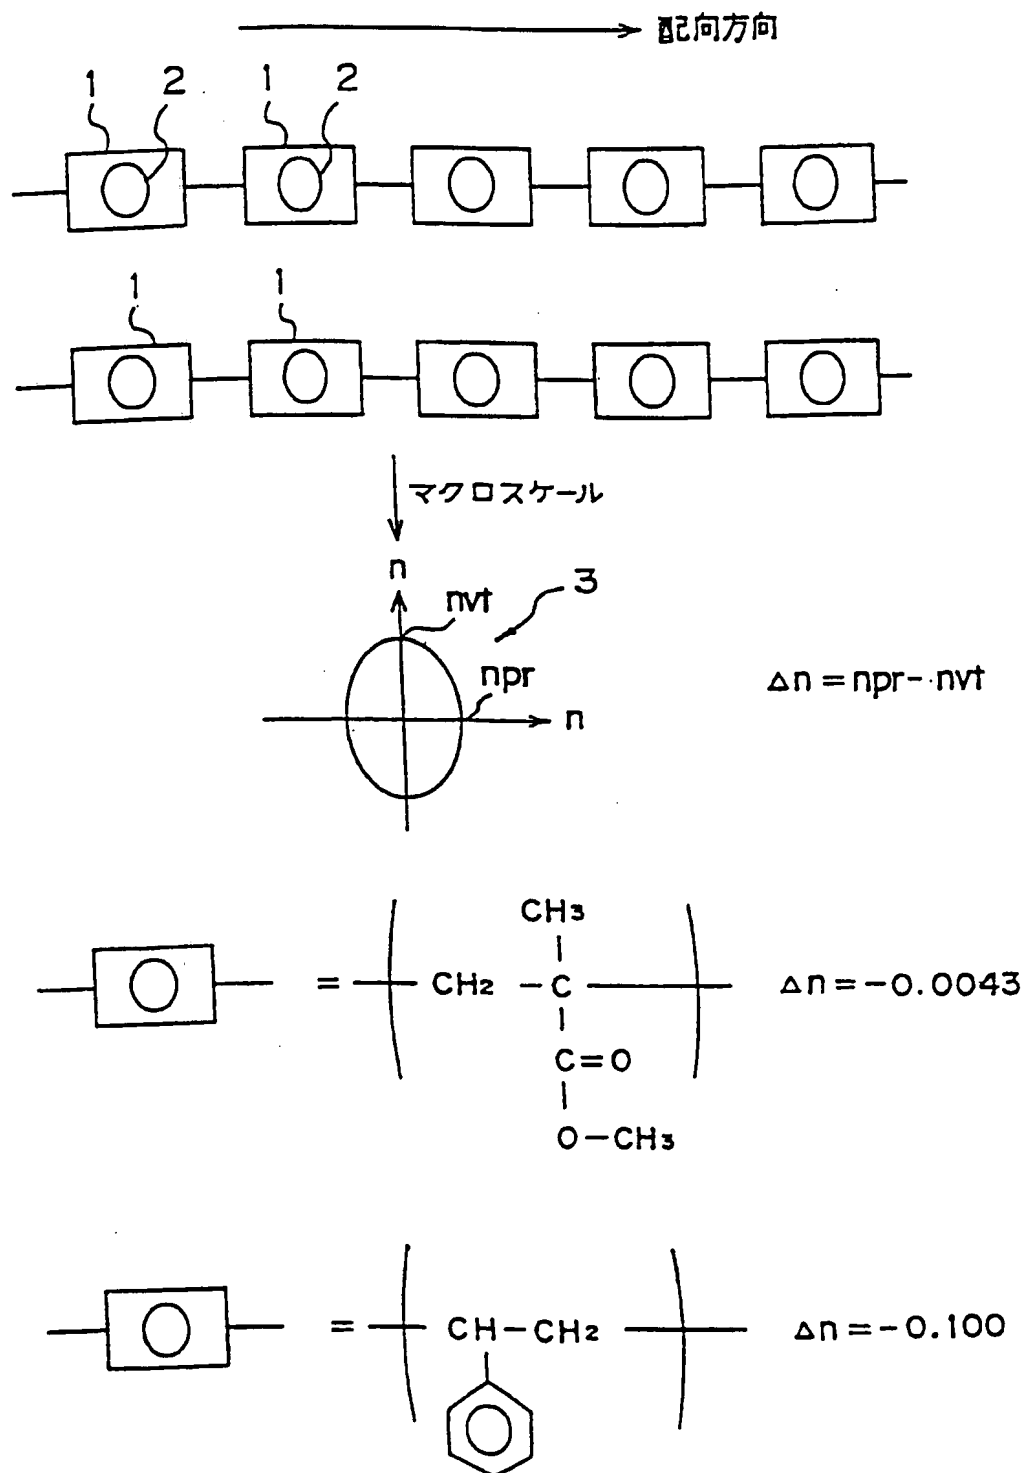 配向方向
1 2 1 2
1 1
マクロスケール
n
nvt 3
npr
n
Δn=npr-nvt
CH3
= CH2 -C Δn=-0.0043
C=O
O-CH3
= CH-CH2 Δn=-0.100